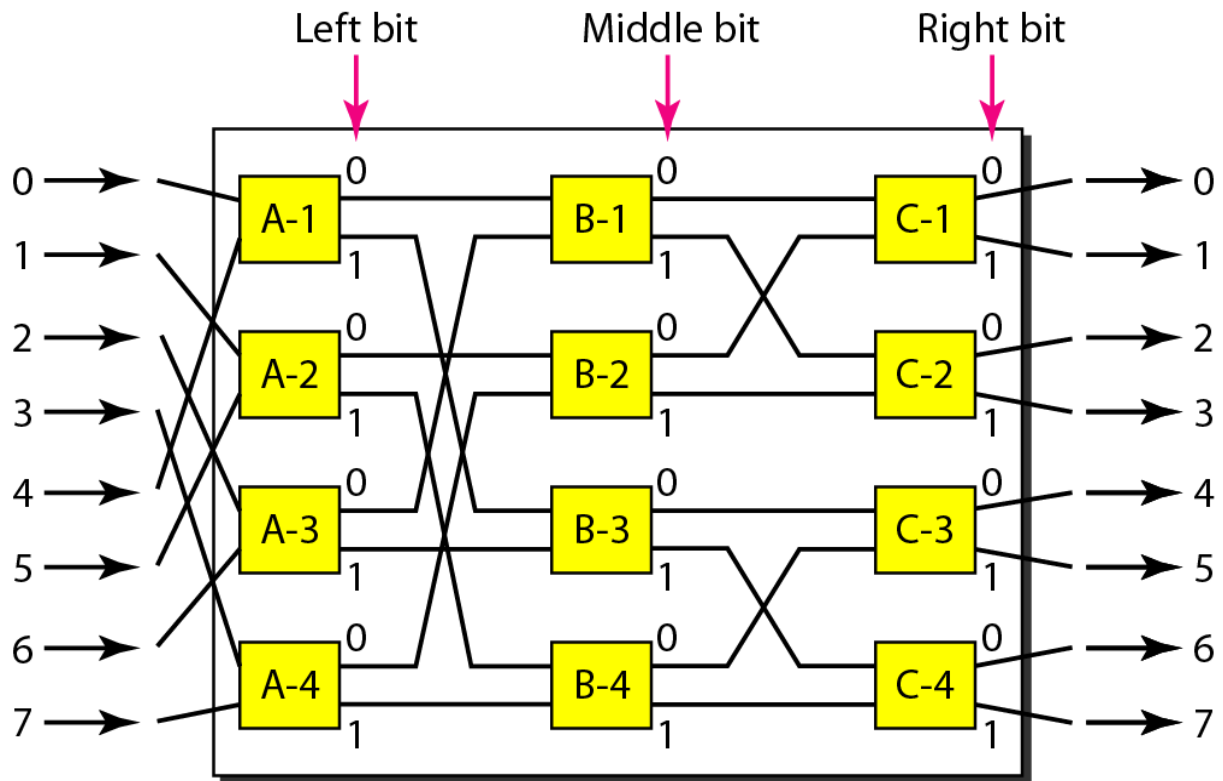 Left bit Middle bit Right bit
0 0 0 0 0
A-1 B-1 C-1
1 1 1 1 1
2 0 0 0 2
A-2 B-2 C-2
3 1 1 1 3
4 0 0 0 4
A-3 B-3 C-3
5 1 1 1 5
6 0 0 0 6
A-4 B-4 C-4
7 1 1 1 7